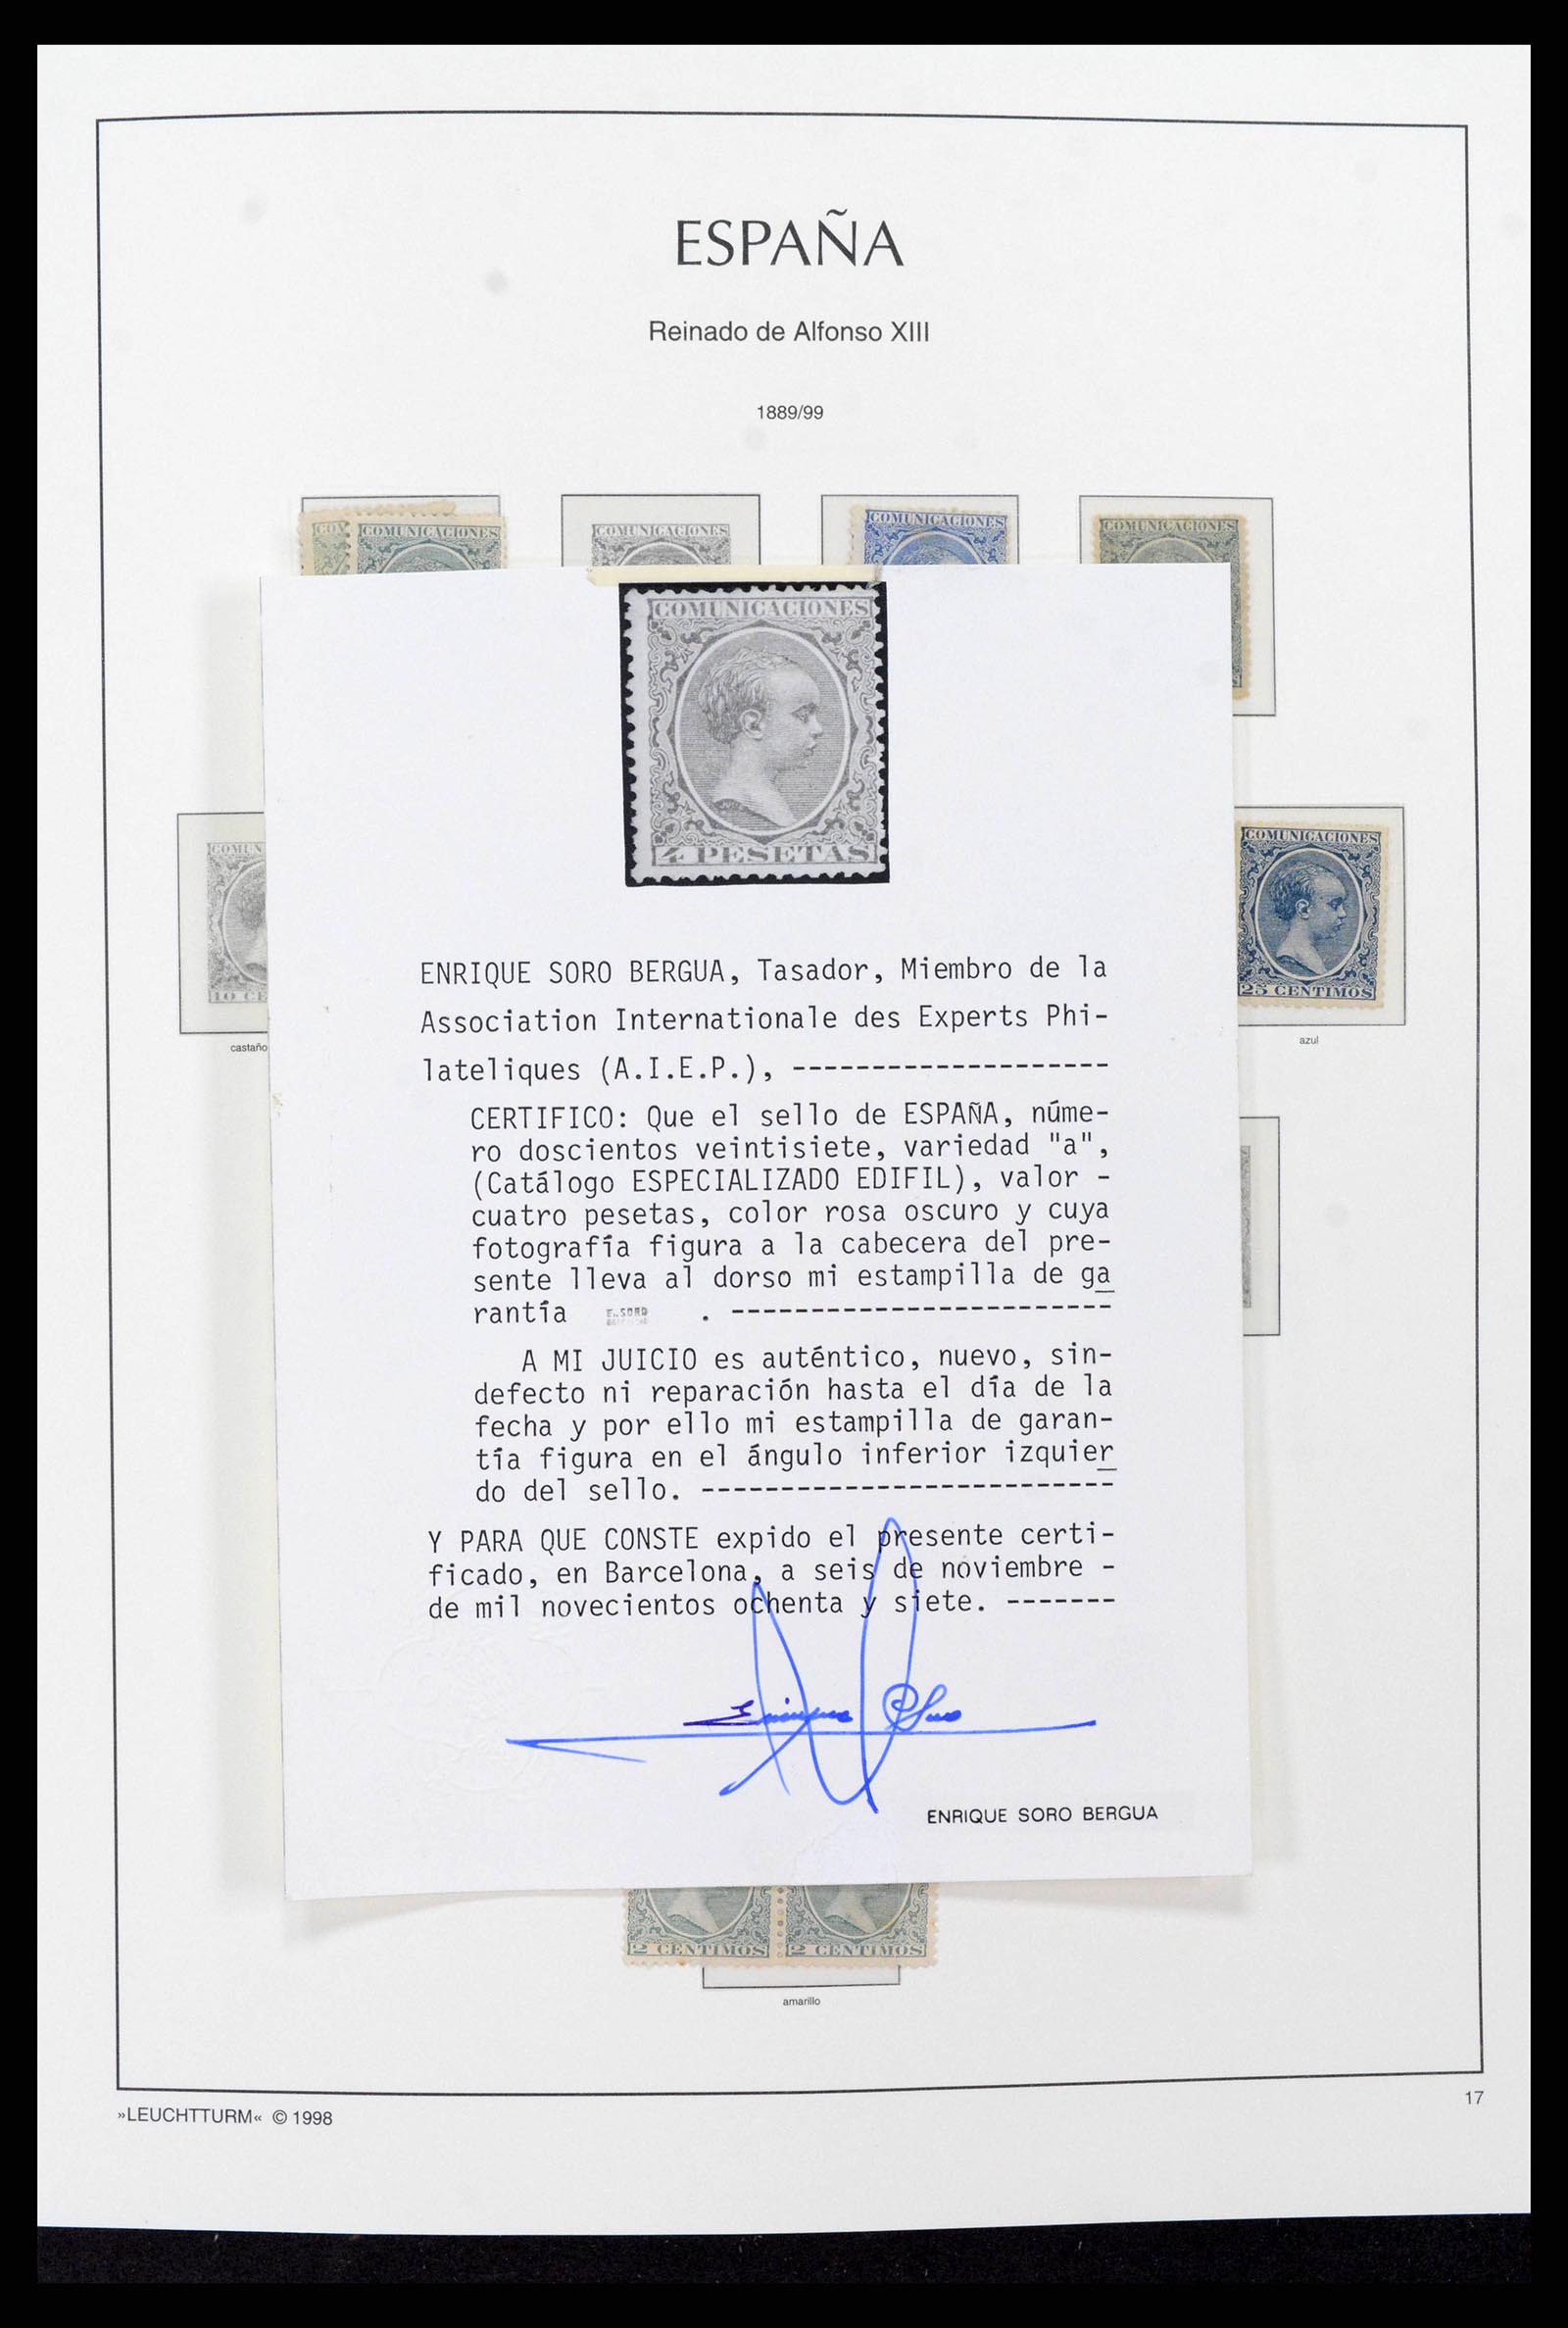 ESPAÑA
Reinado de Alfonso XIII
1889/99
COMUNICACIONES
COMUNICACIONES
COMUNICACIONES
COMUNICACIONES
COMUNICACIONES
4 PESETAS
COMUNICACIONES
25 CENTIMOS
castaño
azul
ENRIQUE SORO BERGUA, Tasador, Miembro de la
Association Internationale des Experts Phi-
lateliques (A.I.E.P.), --------------------
CERTIFICO: Que el sello de ESPAÑA, núme-
ro doscientos veintisiete, variedad "a",
(Catálogo ESPECIALIZADO EDIFIL), valor -
cuatro pesetas, color rosa oscuro y cuya
fotografía figura a la cabecera del pre-
sente lleva al dorso mi estampilla de ga
rantía E. SORO . ------------------------
A MI JUICIO es auténtico, nuevo, sin-
defecto ni reparación hasta el día de la
fecha y por ello mi estampilla de garan-
tía figura en el ángulo inferior izquier
do del sello. --------------------------
Y PARA QUE CONSTE expido el presente certi-
ficado, en Barcelona, a seis de noviembre -
de mil novecientos ochenta y siete. -------
ENRIQUE SORO BERGUA
2 CENTIMOS 2 CENTIMOS
amarillo
»LEUCHTTURM« © 1998
17